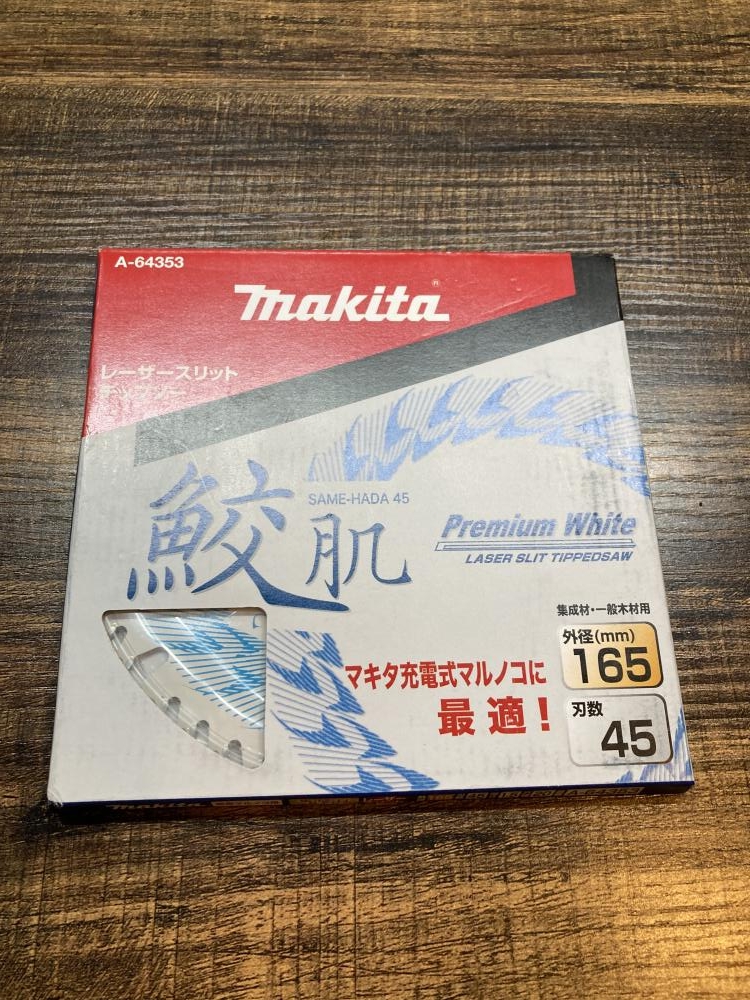 A-64353
makita®
レーザースリット
チップソー
鮫肌
SAME-HADA 45
Premium White
LASER SLIT TIPPEDSAW
集成材・一般木材用
外径(mm)
165
マキタ充電式マルノコに
最適！
刃数
45
makita